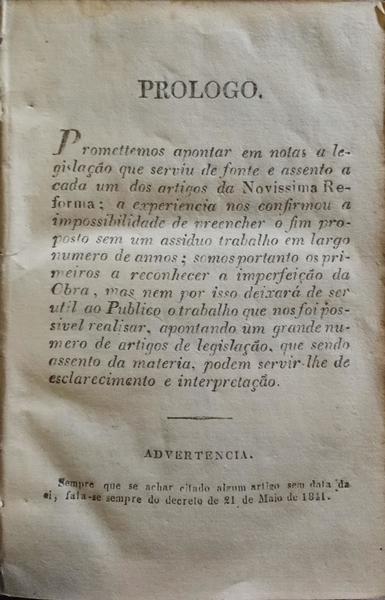 PROLOGO.
Promettemos apontar em notas a le-
gislação que serviu de fonte e assento a
cada um dos artigos da Novissima Re-
forma; a experiencia nos confirmou a
impossibilidade de preencher o fim pro-
posto sem um assiduo trabalho em largo
numero de annos; somos portanto os pri-
meiros a reconhecer a imperfeição da
Obra, mas nem por isso deixará de ser
util ao Publico o trabalho que nos foi pos-
sivel realisar, apontando um grande nu-
mero de artigos de legislação, que sendo
assento da materia, podem servir-lhe de
esclarecimento e interpretação.
ADVERTENCIA.
Sempre que se achar citado algum artigo sem data da
ei, fala-se sempre do decreto de 21 de Maio de 1841.